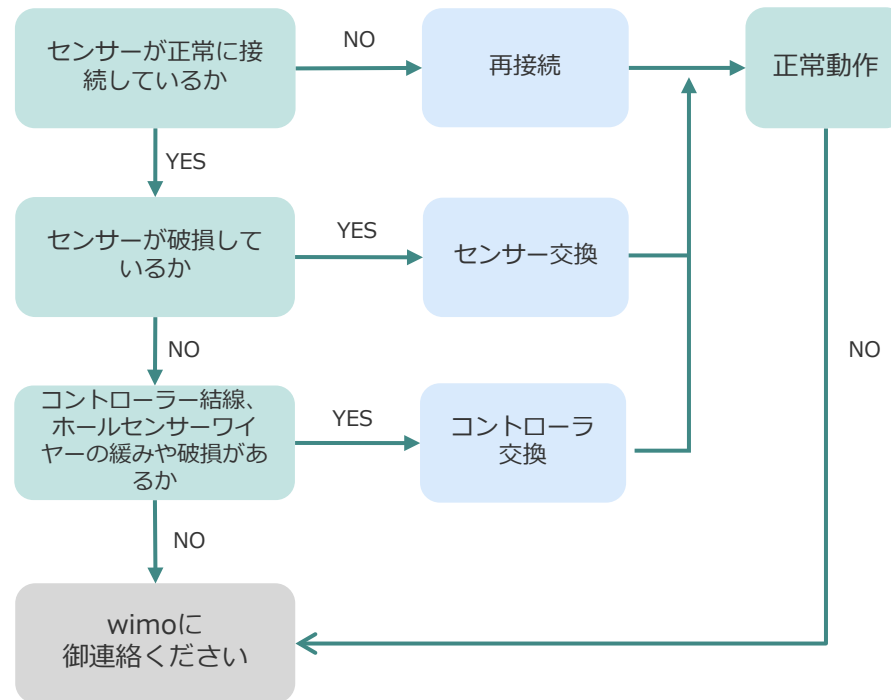 センサーが正常に接
続しているか
NO
再接続
正常動作
YES
センサーが破損して
いるか
YES
センサー交換
NO
NO
コントローラー結線、
ホールセンサーワイ
ヤーの緩みや破損があ
るか
YES
コントローラ
交換
NO
wimoに
御連絡ください